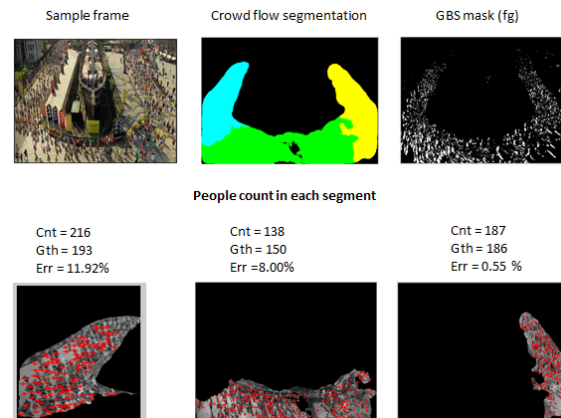 Sample frame
Crowd flow segmentation
GBS mask (fg)
People count in each segment
Cnt = 216
Gth = 193
Err = 11.92%
Cnt = 138
Gth = 150
Err =8.00%
Cnt = 187
Gth = 186
Err = 0.55 %